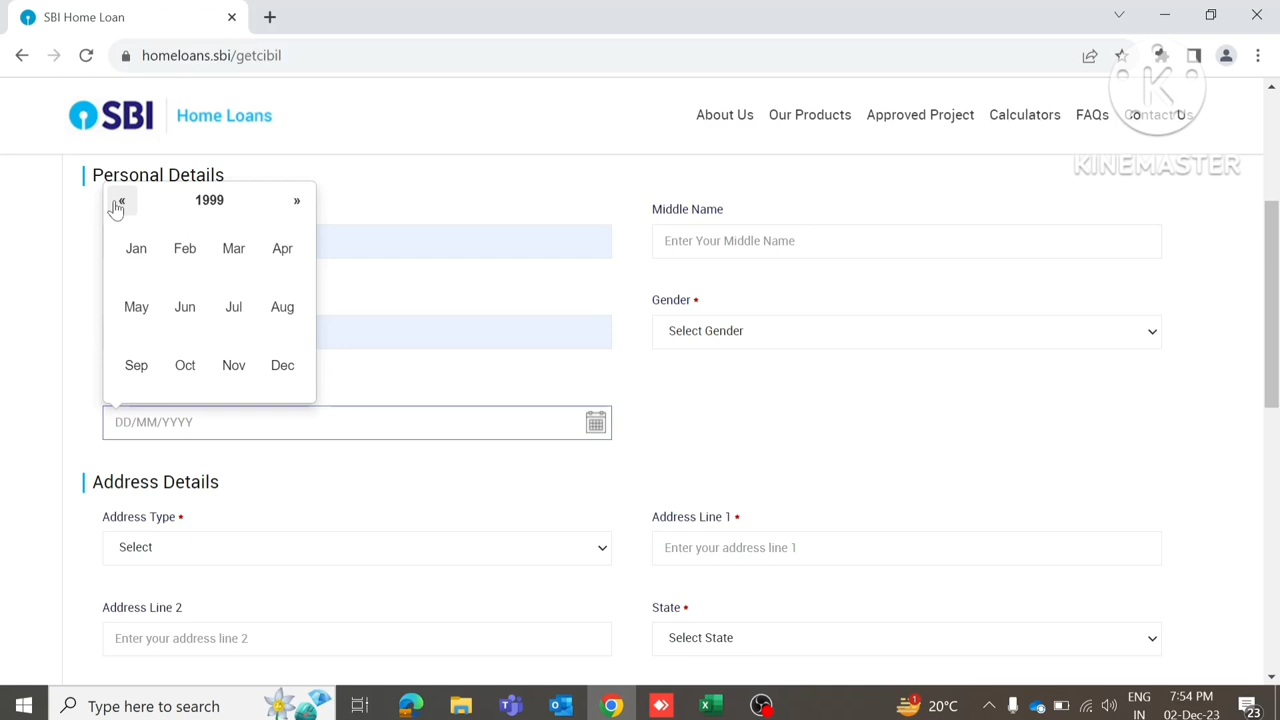 SBI Home Loan
homeloans.sbi/getcibil
SBI Home Loans
About Us Our Products Approved Project Calculators FAQs Contact Us
KINEMASTER
Personal Details
« 1999 »
Jan Feb Mar Apr
May Jun Jul Aug
Sep Oct Nov Dec
Middle Name
Enter Your Middle Name
Gender *
Select Gender
DD/MM/YYYY
Address Details
Address Type * Address Line 1 *
Select Enter your address line 1
Address Line 2 State *
Enter your address line 2 Select State
Type here to search
1 20°C ENG 7:54 PM
IN 02-Dec-23 23